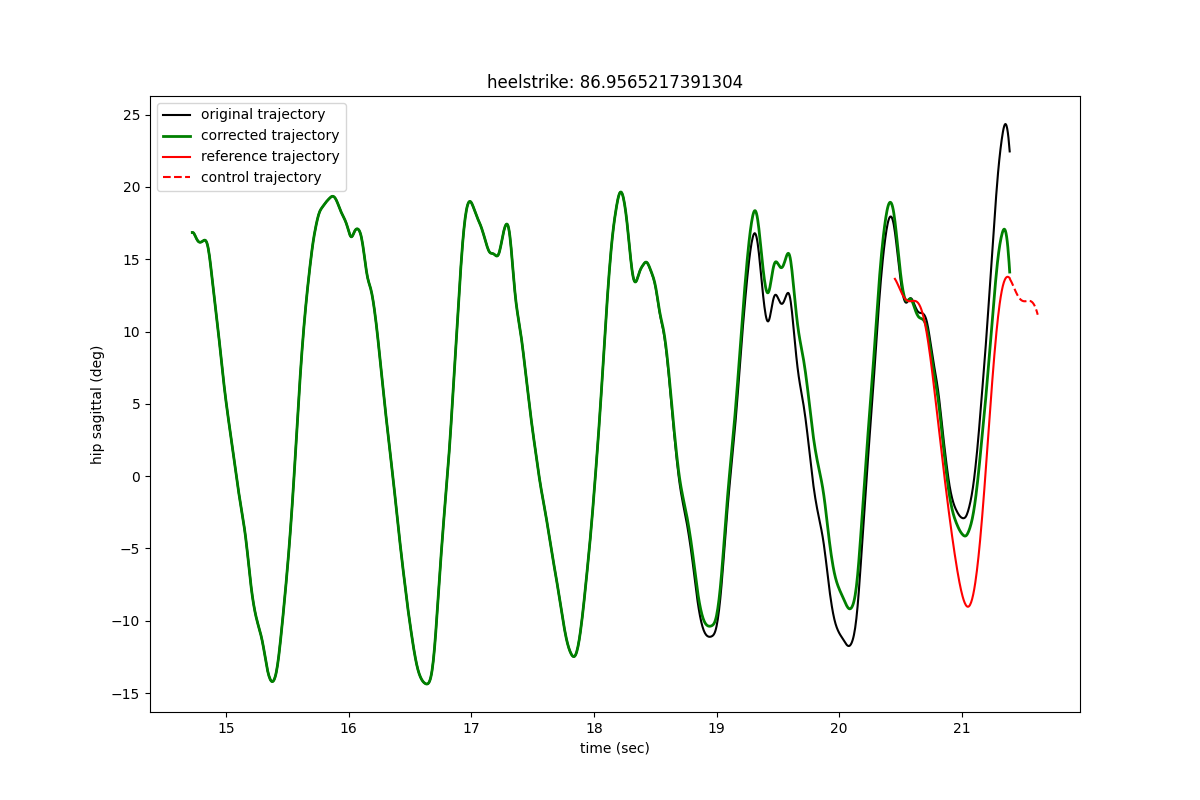 heelstrike: 86.9565217391304
original trajectory
corrected trajectory
reference trajectory
control trajectory
25
20
15
10
5
0
−5
−10
−15
hip sagittal (deg)
15 16 17 18 19 20 21
time (sec)